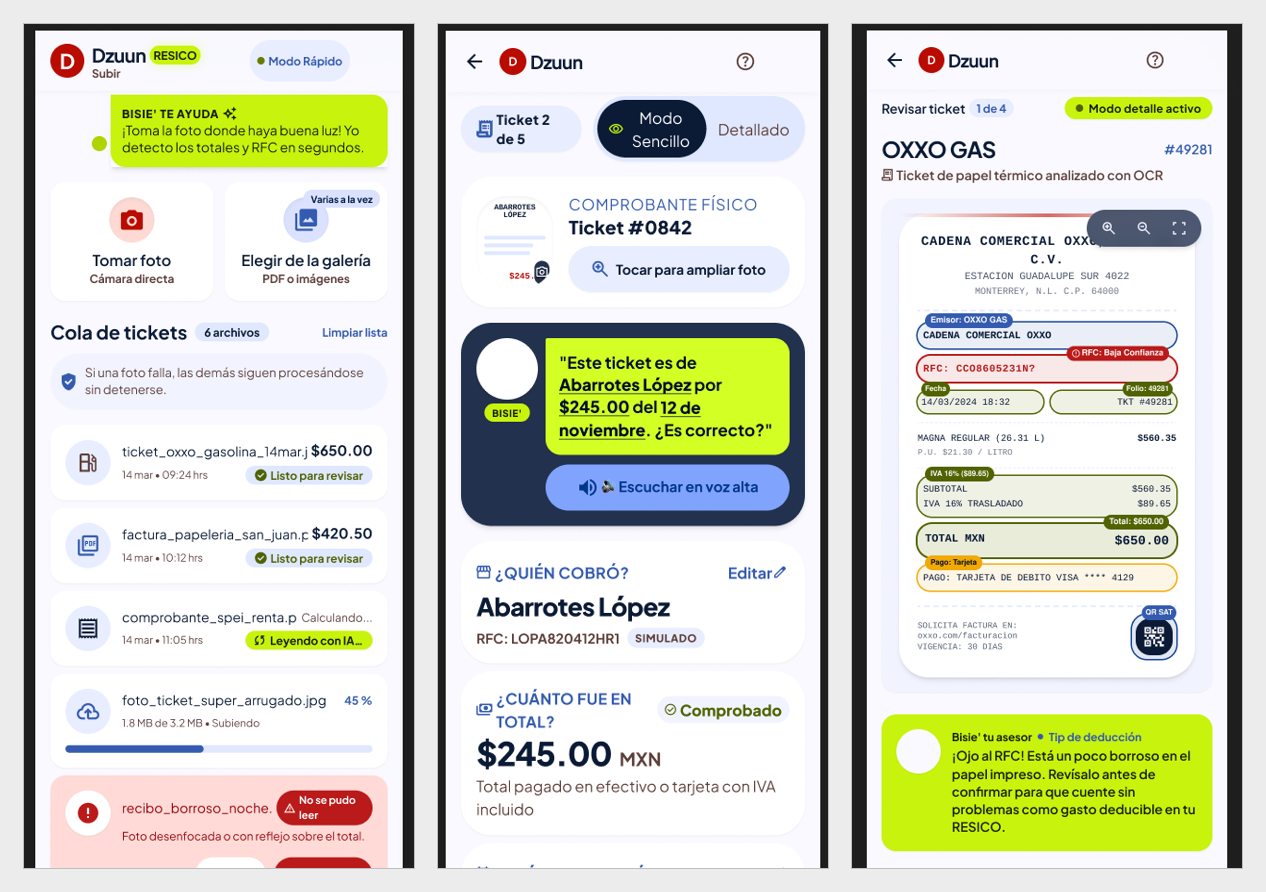 D
Dzuun RESICO
Subir
Modo Rápido
BISIE' TE AYUDA
¡Toma la foto donde haya buena luz! Yo
detecto los totales y RFC en segundos.
Tomar foto
Cámara directa
Varias a la vez
Elegir de la galería
PDF o imágenes
Cola de tickets
6 archivos
Limpiar lista
Si una foto falla, las demás siguen procesándose
sin detenerse.
ticket_oxxo_gasolina_14mar.j $650.00
14 mar • 09:24 hrs
Listo para revisar
PDF
factura_papeleria_san_juan.p $420.50
14 mar • 10:12 hrs
Listo para revisar
comprobante_spei_renta.p Calculando...
14 mar • 11:05 hrs
Leyendo con IA...
foto_ticket_super_arrugado.jpg 45 %
1.8 MB de 3.2 MB • Subiendo
recibo_borroso_noche.
No se pudo
leer
Foto desenfocada o con reflejo sobre el total.
D
Dzuun
Ticket 2
de 5
Modo
Sencillo
Detallado
ABARROTES
LÓPEZ
$245.
COMPROBANTE FÍSICO
Ticket #0842
Tocar para ampliar foto
BISIE'
"Este ticket es de
Abarrotes López por
$245.00 del 12 de
noviembre. ¿Es correcto?"
Escuchar en voz alta
¿QUIÉN COBRÓ?
Editar
Abarrotes López
RFC: LOPA820412HR1 SIMULADO
¿CUÁNTO FUE EN
TOTAL?
Comprobado
$245.00 MXN
Total pagado en efectivo o tarjeta con IVA
incluido
D
Dzuun
Revisar ticket 1 de 4
Modo detalle activo
OXXO GAS
#49281
Ticket de papel térmico analizado con OCR
CADENA COMERCIAL OXXO
C.V.
ESTACION GUADALUPE SUR 4022
MONTERREY, N.L. C.P. 64000
Emisor: OXXO GAS
CADENA COMERCIAL OXXO
RFC: Baja Confianza
RFC: CCO8605231N?
Fecha
Folio: 49281
14/03/2024 18:32
TKT #49281
MAGNA REGULAR (26.31 L) $560.35
P.U. $21.30 / LITRO
IVA 16% ($89.65)
SUBTOTAL $560.35
IVA 16% TRASLADADO $89.65
Total: $650.00
TOTAL MXN $650.00
Pago: Tarjeta
PAGO: TARJETA DE DEBITO VISA **** 4129
QR SAT
SOLICITA FACTURA EN:
oxxo.com/facturacion
VIGENCIA: 30 DIAS
Bisie' tu asesor • Tip de deducción
¡Ojo al RFC! Está un poco borroso en el
papel impreso. Revísalo antes de
confirmar para que cuente sin
problemas como gasto deducible en tu
RESICO.